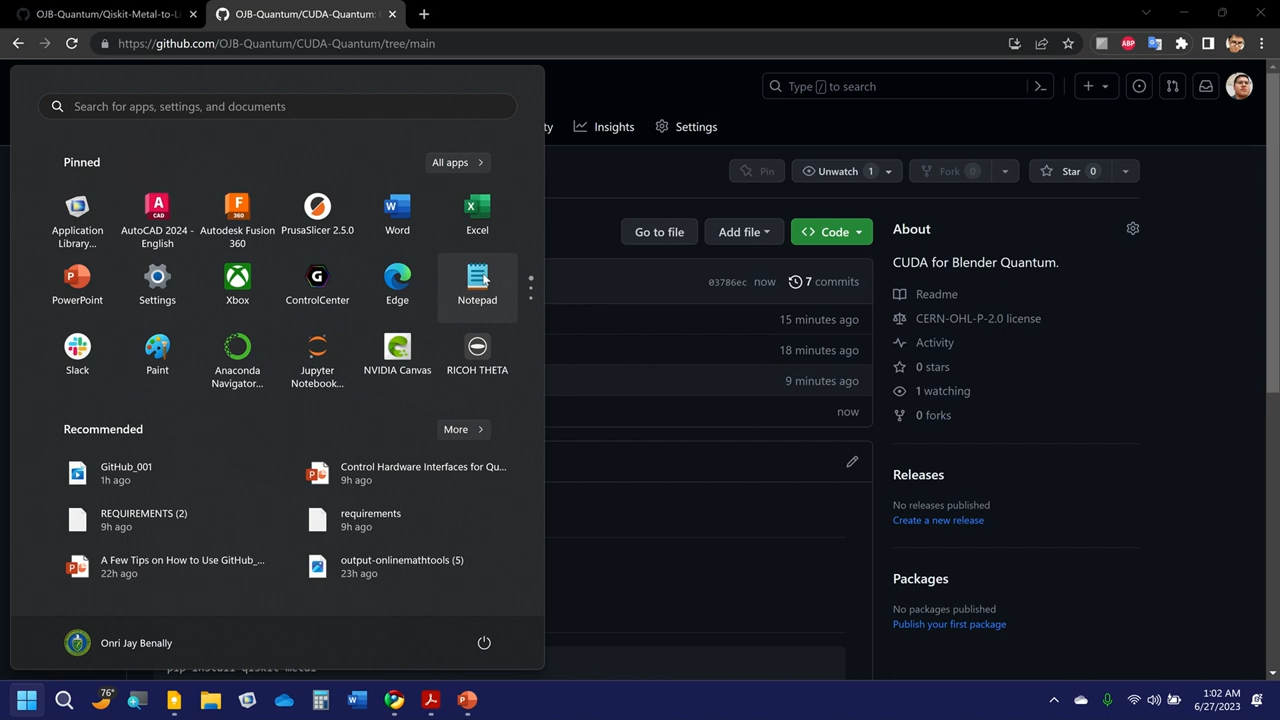 OJB-Quantum/Qiskit-Metal-to-Li
OJB-Quantum/CUDA-Quantum:
https://github.com/OJB-Quantum/CUDA-Quantum/tree/main
ABP
Search for apps, settings, and documents
Type / to search
ty
Insights
Settings
Pinned
All apps
Pin
Unwatch 1
Fork 0
Star 0
Application Library...
AutoCAD 2024 - English
Autodesk Fusion 360
PrusaSlicer 2.5.0
Word
Excel
Go to file
Add file
Code
About
CUDA for Blender Quantum.
PowerPoint
Settings
Xbox
ControlCenter
Edge
Notepad
03786ec now
7 commits
Readme
15 minutes ago
CERN-OHL-P-2.0 license
18 minutes ago
Activity
Slack
Paint
Anaconda Navigator...
Jupyter Notebook...
NVIDIA Canvas
RICOH THETA
9 minutes ago
0 stars
1 watching
now
0 forks
Recommended
More
GitHub_001
1h ago
Control Hardware Interfaces for Qu...
9h ago
REQUIREMENTS (2)
9h ago
requirements
9h ago
A Few Tips on How to Use GitHub_...
22h ago
output-onlinemathtools (5)
23h ago
Releases
No releases published
Create a new release
Packages
No packages published
Publish your first package
Onri Jay Benally
pip install qiskit-metal
76°
1:02 AM
6/27/2023